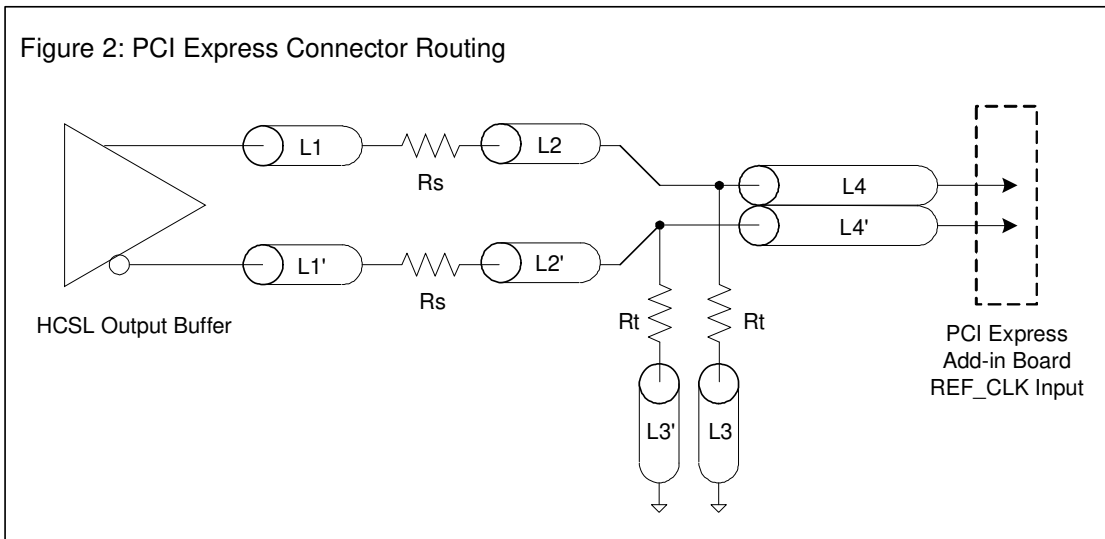 Figure 2: PCI Express Connector Routing
L1
Rs
L2
L4
L4'
L1'
Rs
L2'
HCSL Output Buffer
Rt
Rt
L3'
L3
PCI Express
Add-in Board
REF_CLK Input